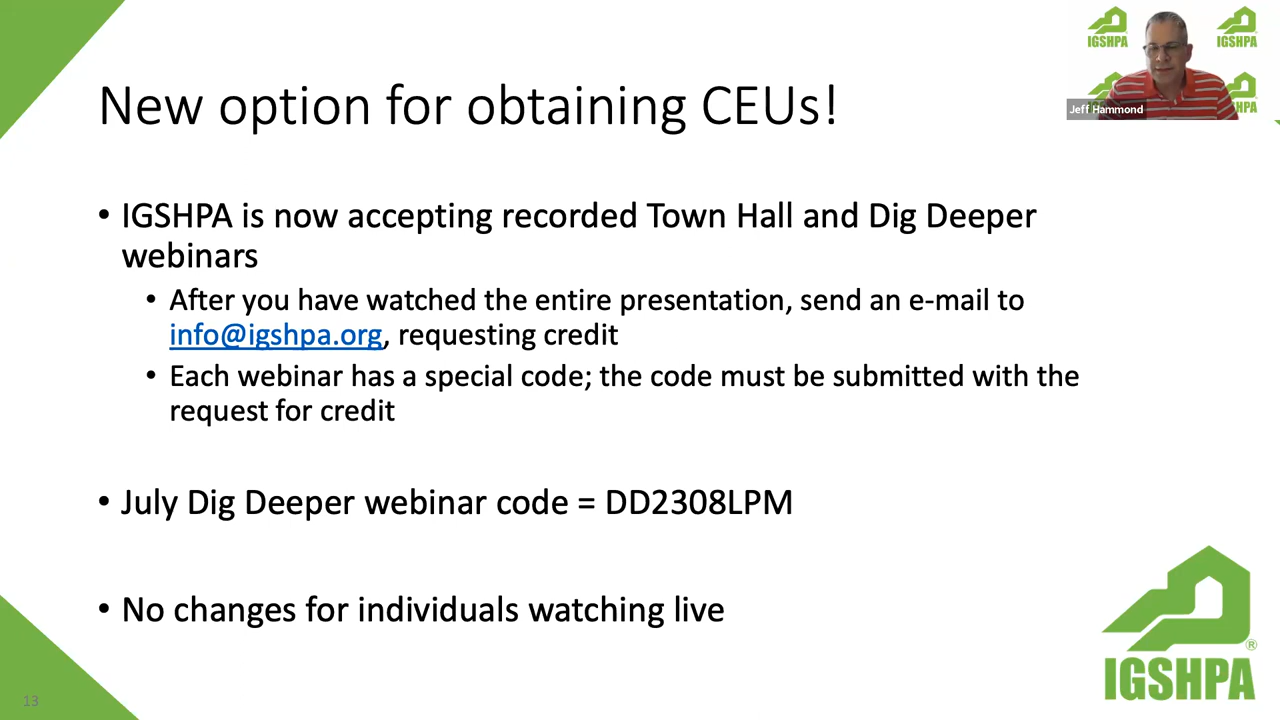 IGSHPA
IGSHPA
Jeff Hammond
New option for obtaining CEUs!
• IGSHPA is now accepting recorded Town Hall and Dig Deeper
webinars
• After you have watched the entire presentation, send an e-mail to
info@igshpa.org, requesting credit
• Each webinar has a special code; the code must be submitted with the
request for credit
• July Dig Deeper webinar code = DD2308LPM
• No changes for individuals watching live
®
IGSHPA
13